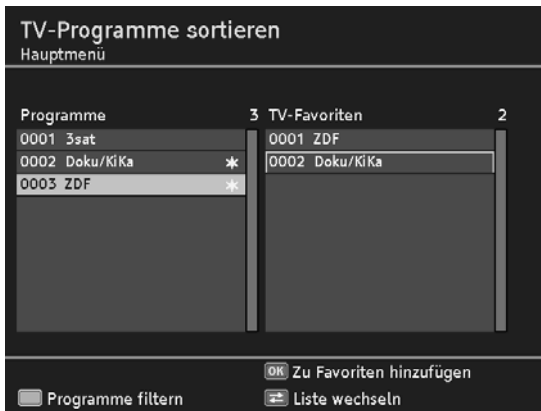 TV-Programme sortieren
Hauptmenü
Programme 3
0001 3sat
0002 Doku/KiKa *
0003 ZDF *
TV-Favoriten 2
0001 ZDF
0002 Doku/KiKa
OK Zu Favoriten hinzufügen
Programme filtern
Liste wechseln